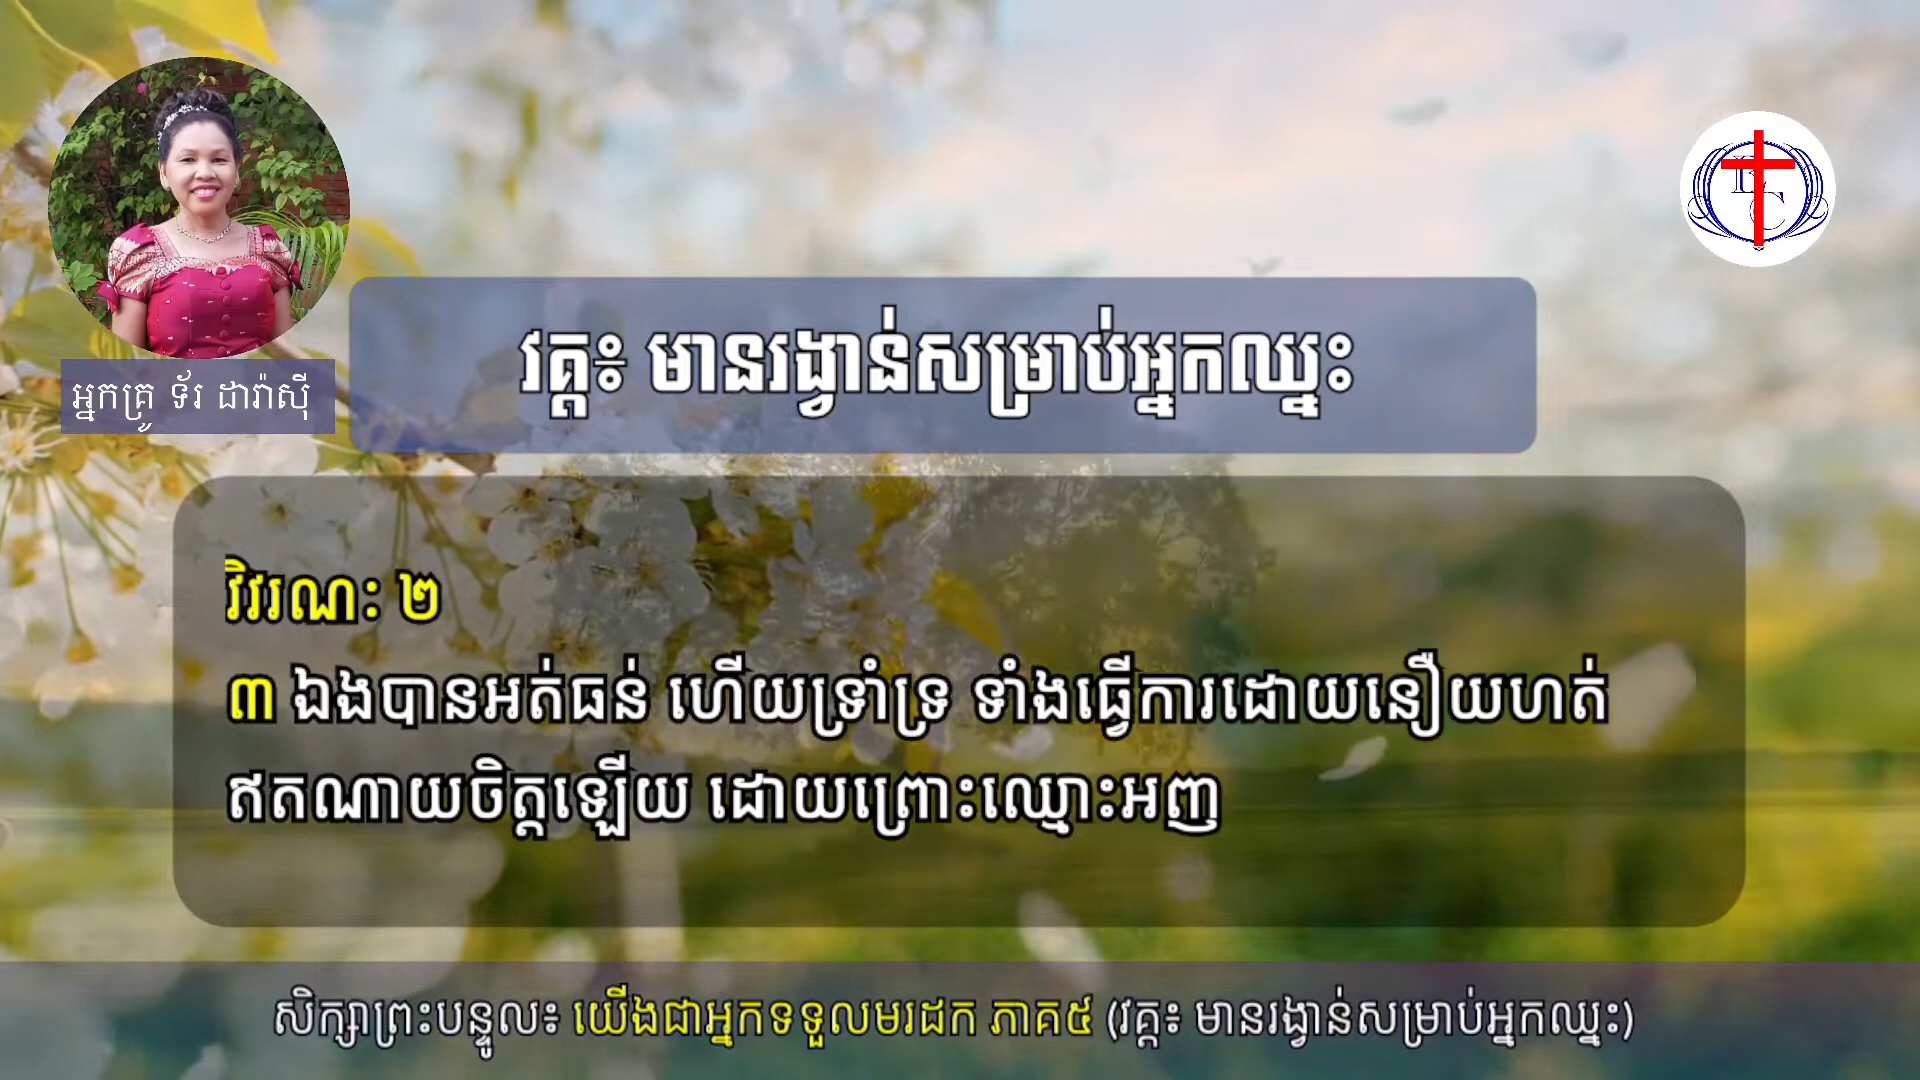 អ្នកគ្រូ ទ័រ ដារ៉ាស៊ី
វគ្គ៖ មានរង្វាន់សម្រាប់អ្នកឈ្នះ
វិវរណៈ ២
៣ ឯងបានអត់ធន់ ហើយទ្រាំទ្រ ទាំងធ្វើការដោយនឿយហត់
ឥតណាយចិត្តឡើយ ដោយព្រោះឈ្មោះអញ
សិក្សាព្រះបន្ទូល៖ យើងជាអ្នកទទួលមរដក ភាគ៥ (វគ្គ៖ មានរង្វាន់សម្រាប់អ្នកឈ្នះ)